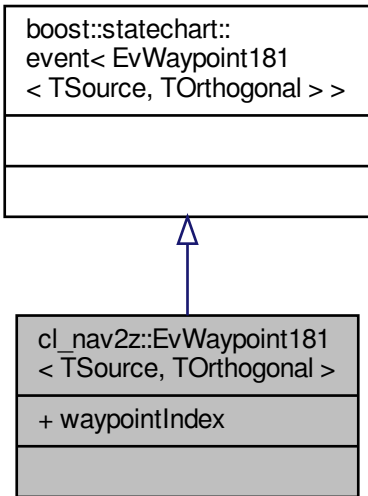 boost::statechart::
event< EvWaypoint181
< TSource, TOrthogonal > >
cl_nav2z::EvWaypoint181
< TSource, TOrthogonal >
+ waypointIndex